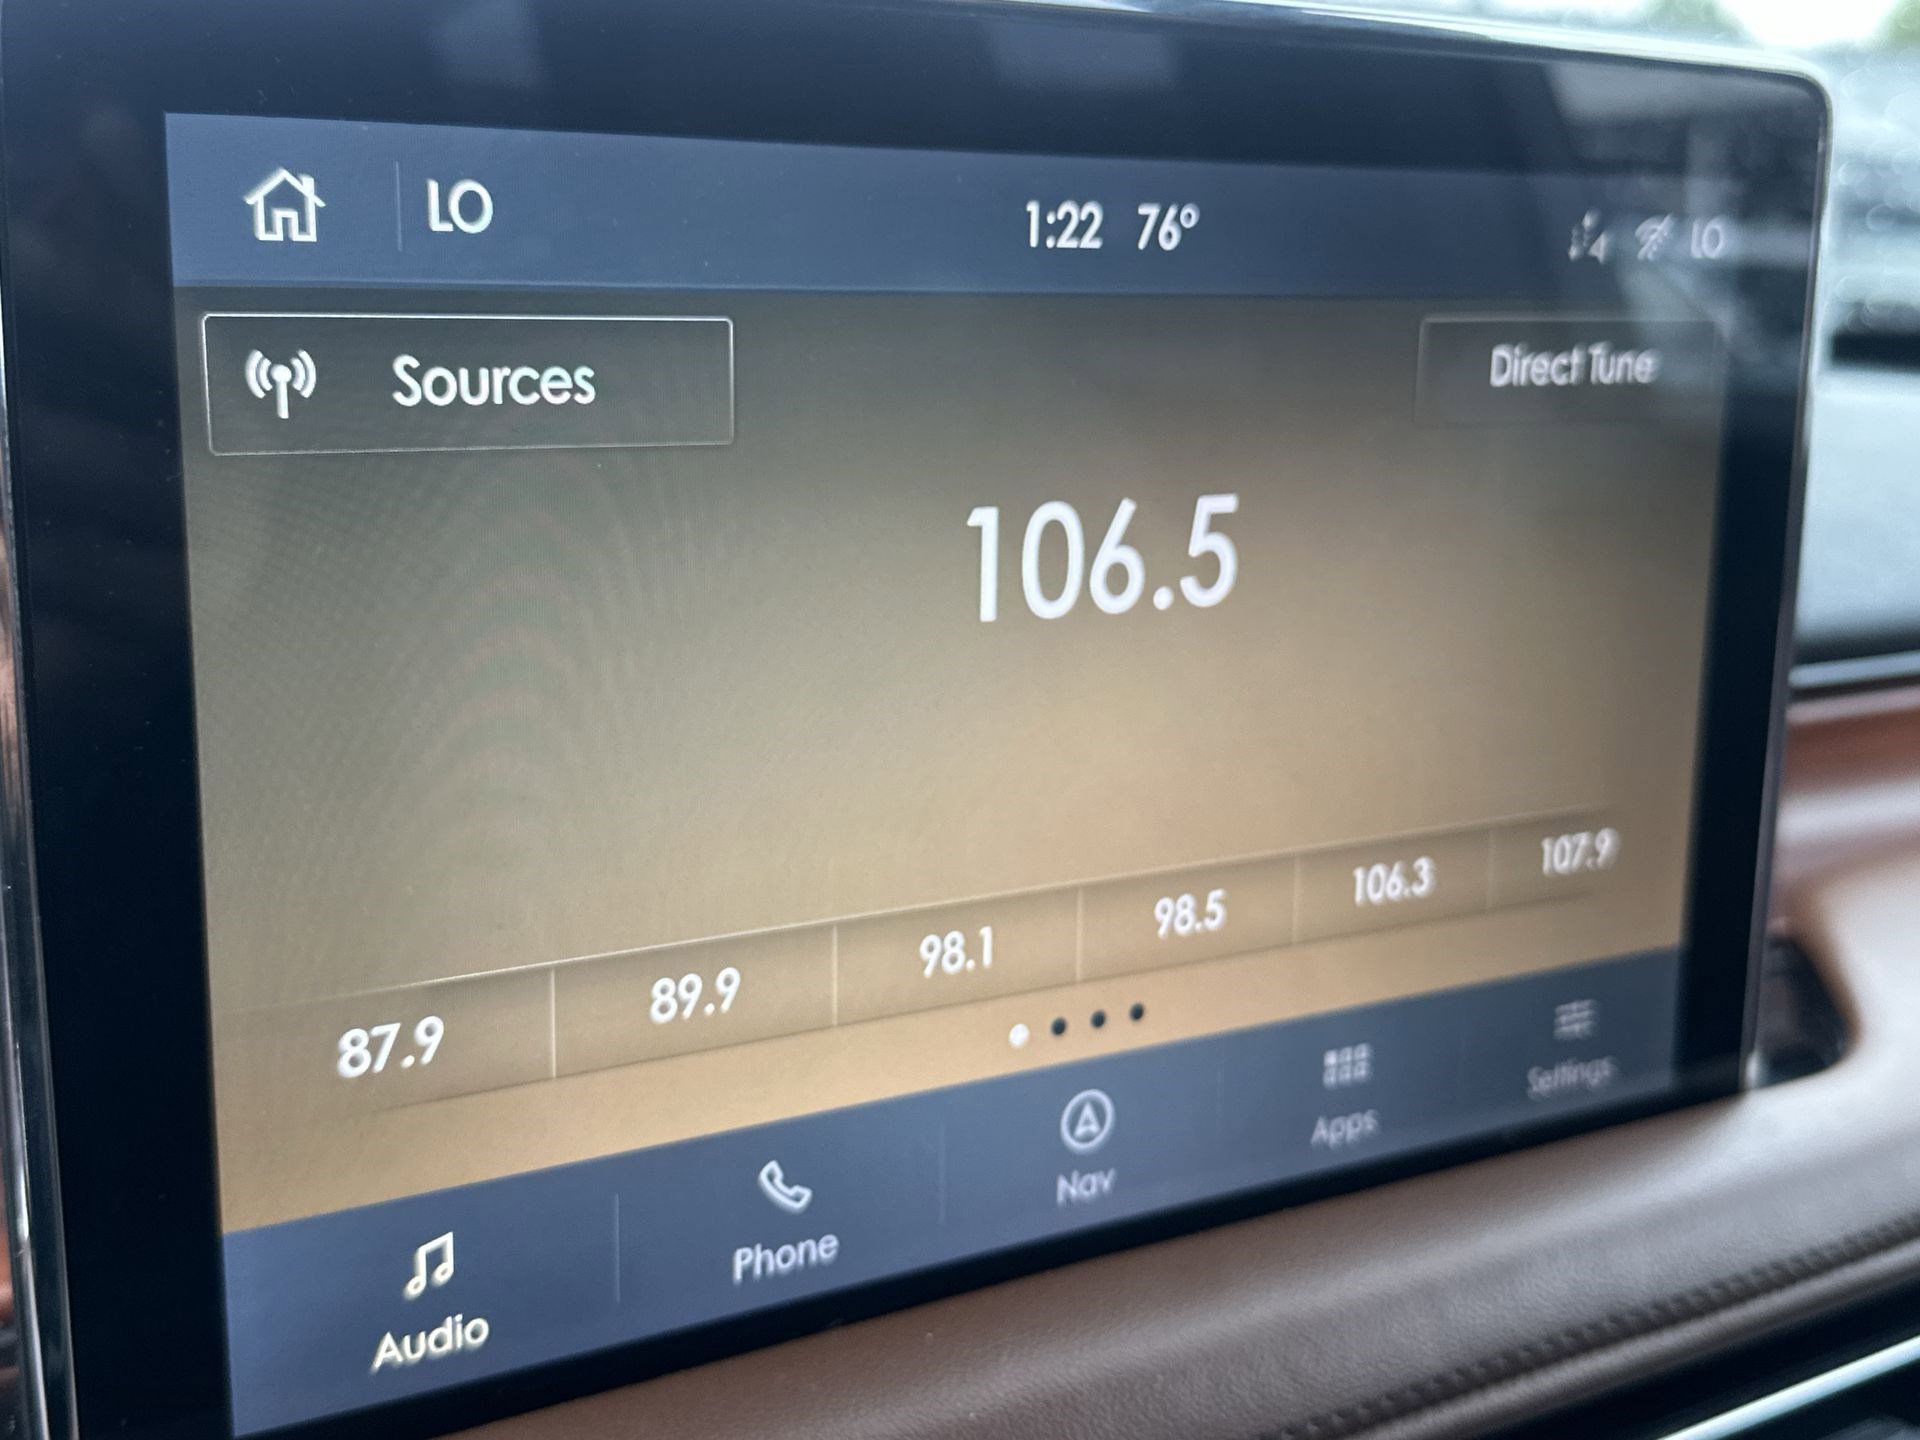 LO
1:22 76°
LO
Sources
Direct Tune
106.5
87.9
89.9
98.1
98.5
106.3
107.9
Audio
Phone
Nav
Apps
Settings